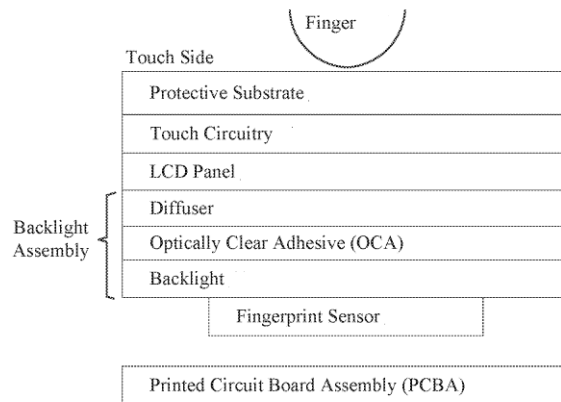 Finger
Touch Side
Protective Substrate
Touch Circuitry
LCD Panel
Diffuser
Backlight
Assembly
Optically Clear Adhesive (OCA)
Backlight
Fingerprint Sensor
Printed Circuit Board Assembly (PCBA)